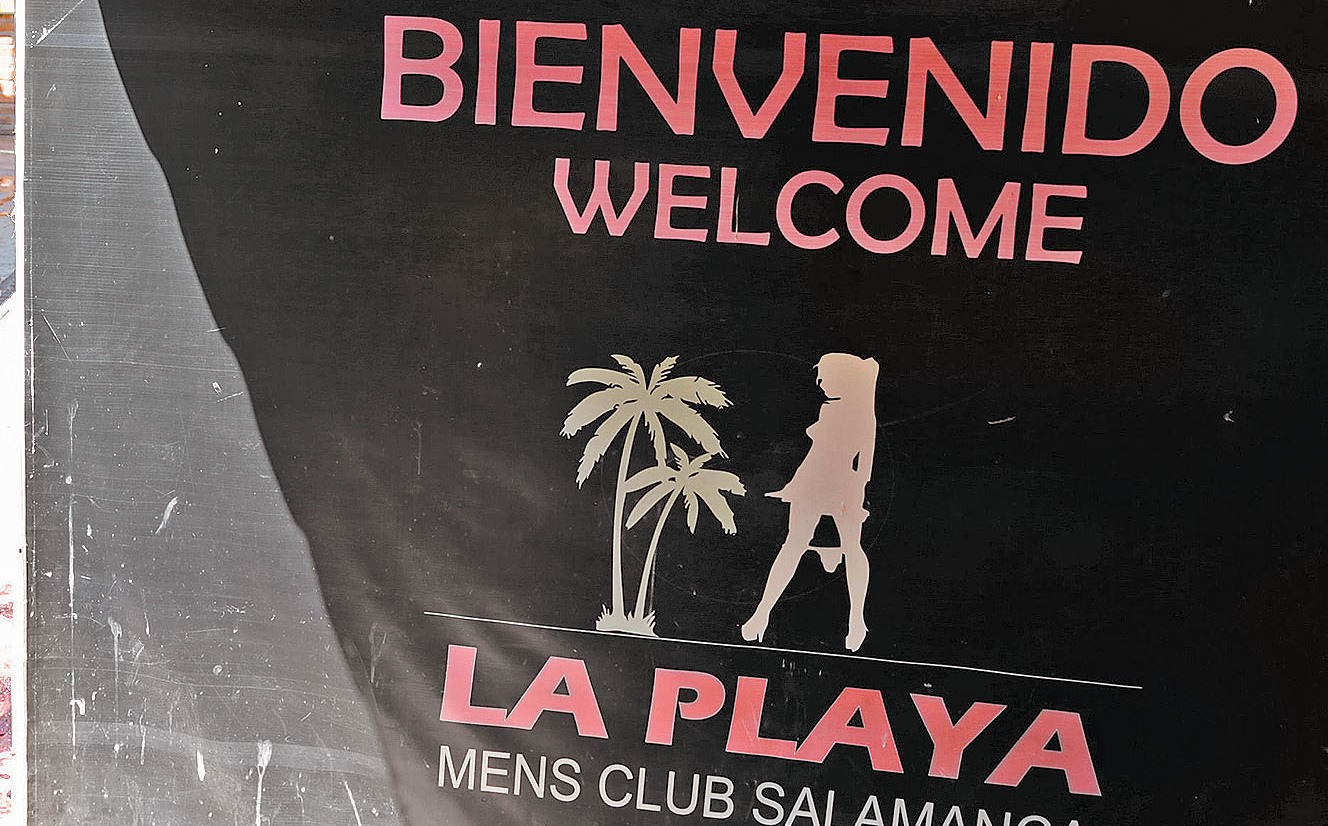 BIENVENIDO
WELCOME
LA PLAYA
MENS CLUB SALAMANCA